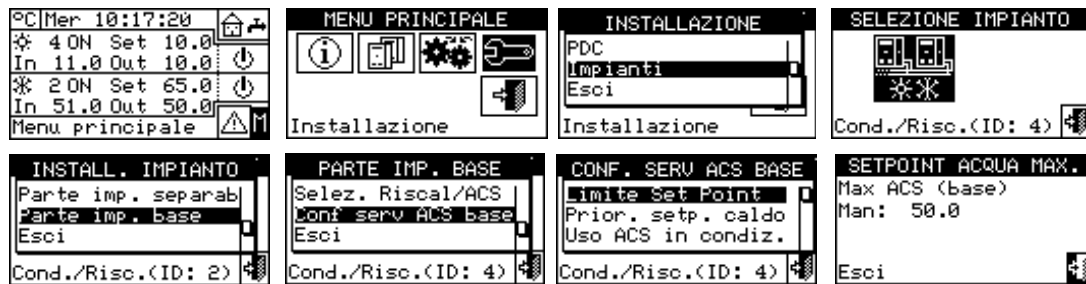 ºC Mer 10:17:20
4 ON Set 10.0
In 11.0 Out 10.0
2 ON Set 65.0
In 51.0 Out 50.0
Menu principale M
MENU PRINCIPALE
Installazione
INSTALLAZIONE
PDC
Impianti
Esci
Installazione
SELEZIONE IMPIANTO
Cond./Risc.(ID: 4)
INSTALL. IMPIANTO
Parte imp. separab
Parte imp. base
Esci
Cond./Risc.(ID: 2)
PARTE IMP. BASE
Selez. Riscal/ACS
Conf serv ACS base
Esci
Cond./Risc.(ID: 4)
CONF. SERV ACS BASE
Limite Set Point
Prior. setp. caldo
Uso ACS in condiz.
Cond./Risc.(ID: 4)
SETPOINT ACQUA MAX.
Max ACS (base)
Man: 50.0
Esci